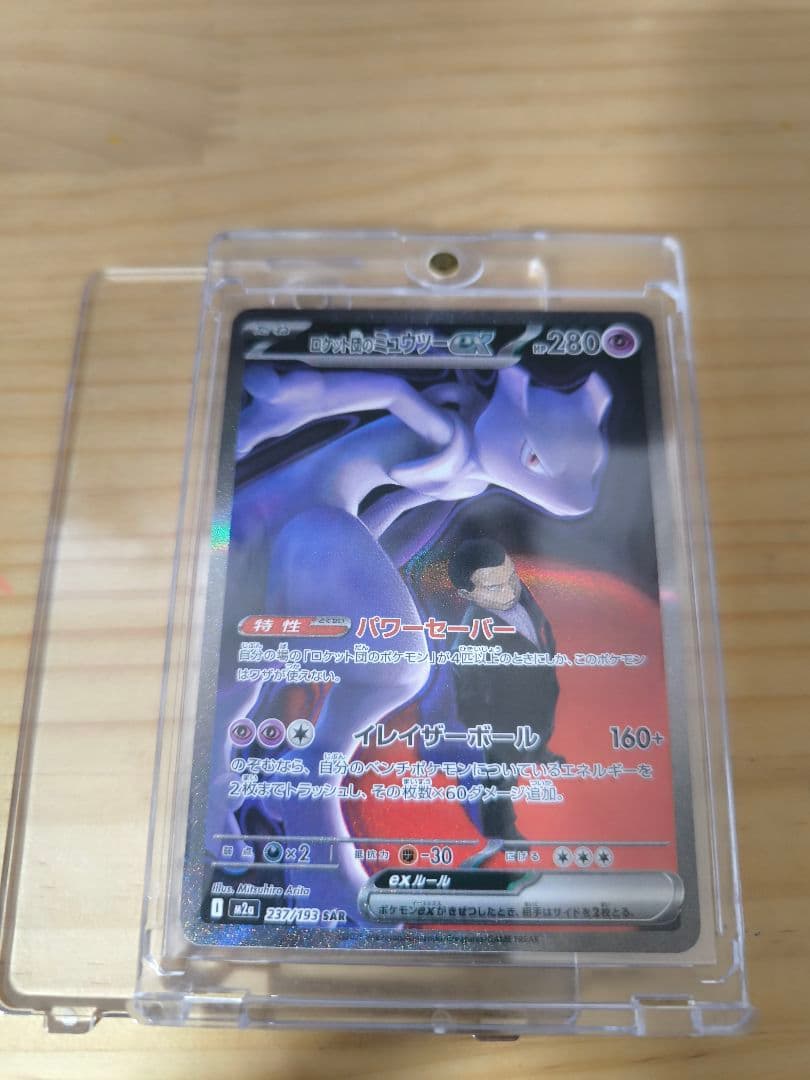 ロケット団のミュウツーex HP280
特性 とくせい パワーセーバー
自分の場の「ロケット団のポケモン」が4匹以上のときにしか、このポケモン
はワザが使えない。
イレイザーボール 160+
のぞむなら、自分のベンチポケモンについているエネルギーを
2枚までトラッシュし、その枚数×60ダメージ追加。
弱点 ×2 抵抗力 -30 にげる
Illus. Mitsuhiro Arita
exルール
I m2a 237/193 SAR
ポケモンexがきぜつしたとき、相手はサイドを2枚とる。